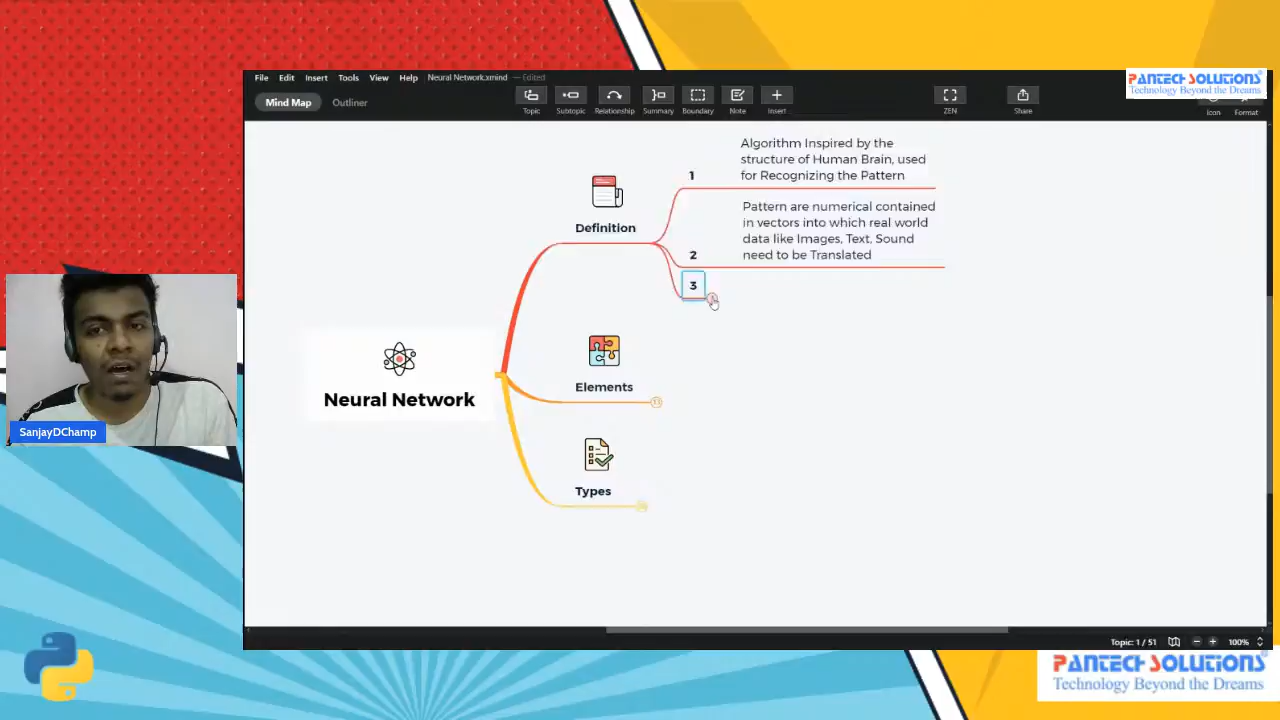 PANTECH SOLUTIONS
Technology Beyond the Dreams
File Edit Insert Tools View Help Neural Network.xmind — Edited
Mind Map Outliner
Topic Subtopic Relationship Summary Boundary Note Insert ZEN Share Icon Format
Algorithm Inspired by the
structure of Human Brain, used
1 for Recognizing the Pattern
Definition
Pattern are numerical contained
in vectors into which real world
data like Images, Text, Sound
2 need to be Translated
3
Neural Network
Elements
Types
SanjayDChamp
Topic: 1 / 51 100%
PANTECH SOLUTIONS
Technology Beyond the Dreams